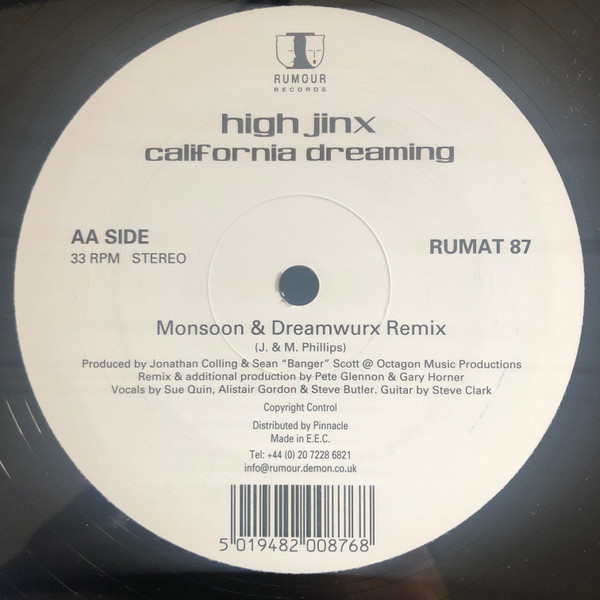 RUMOUR
RECORDS
high jinx
california dreaming
AA SIDE
33 RPM STEREO
RUMAT 87
Monsoon & Dreamwurx Remix
(J. & M. Phillips)
Produced by Jonathan Colling & Sean "Banger" Scott @ Octagon Music Productions
Remix & additional production by Pete Glennon & Gary Horner
Vocals by Sue Quin, Alistair Gordon & Steve Butler. Guitar by Steve Clark
Copyright Control
Distributed by Pinnacle
Made in E.E.C.
Tel: +44 (0) 20 7228 6821
info@rumour.demon.co.uk
5 019482 008768